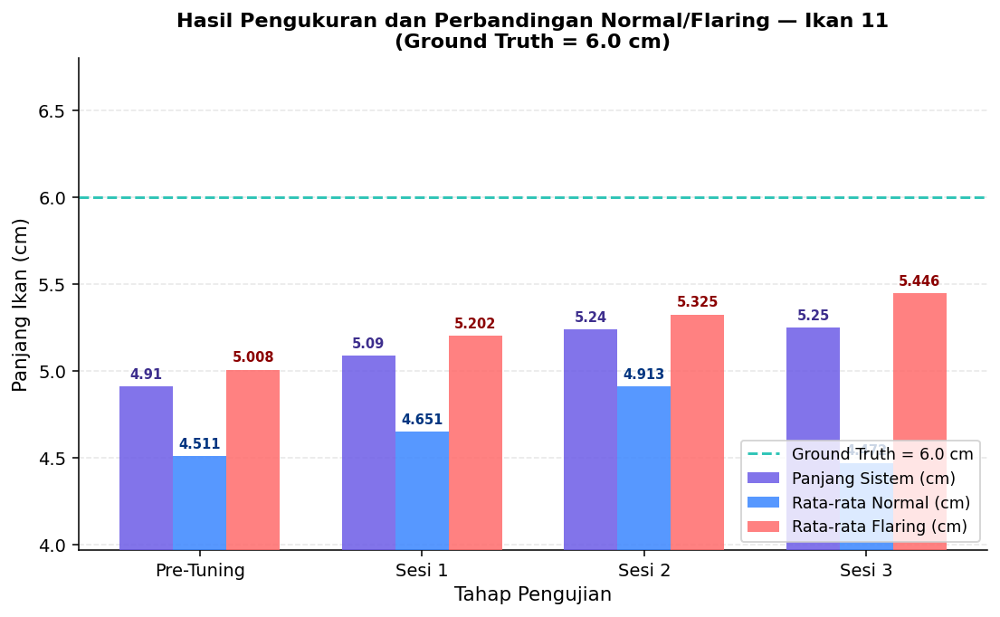 Hasil Pengukuran dan Perbandingan Normal/Flaring — Ikan 11
(Ground Truth = 6.0 cm)
Panjang Ikan (cm)
6.5
6.0
5.5
5.0
4.5
4.0
4.91
4.511
5.008
5.09
4.651
5.202
5.24
4.913
5.325
5.25
5.446
Ground Truth = 6.0 cm
Panjang Sistem (cm)
Rata-rata Normal (cm)
Rata-rata Flaring (cm)
Pre-Tuning
Sesi 1
Sesi 2
Sesi 3
Tahap Pengujian